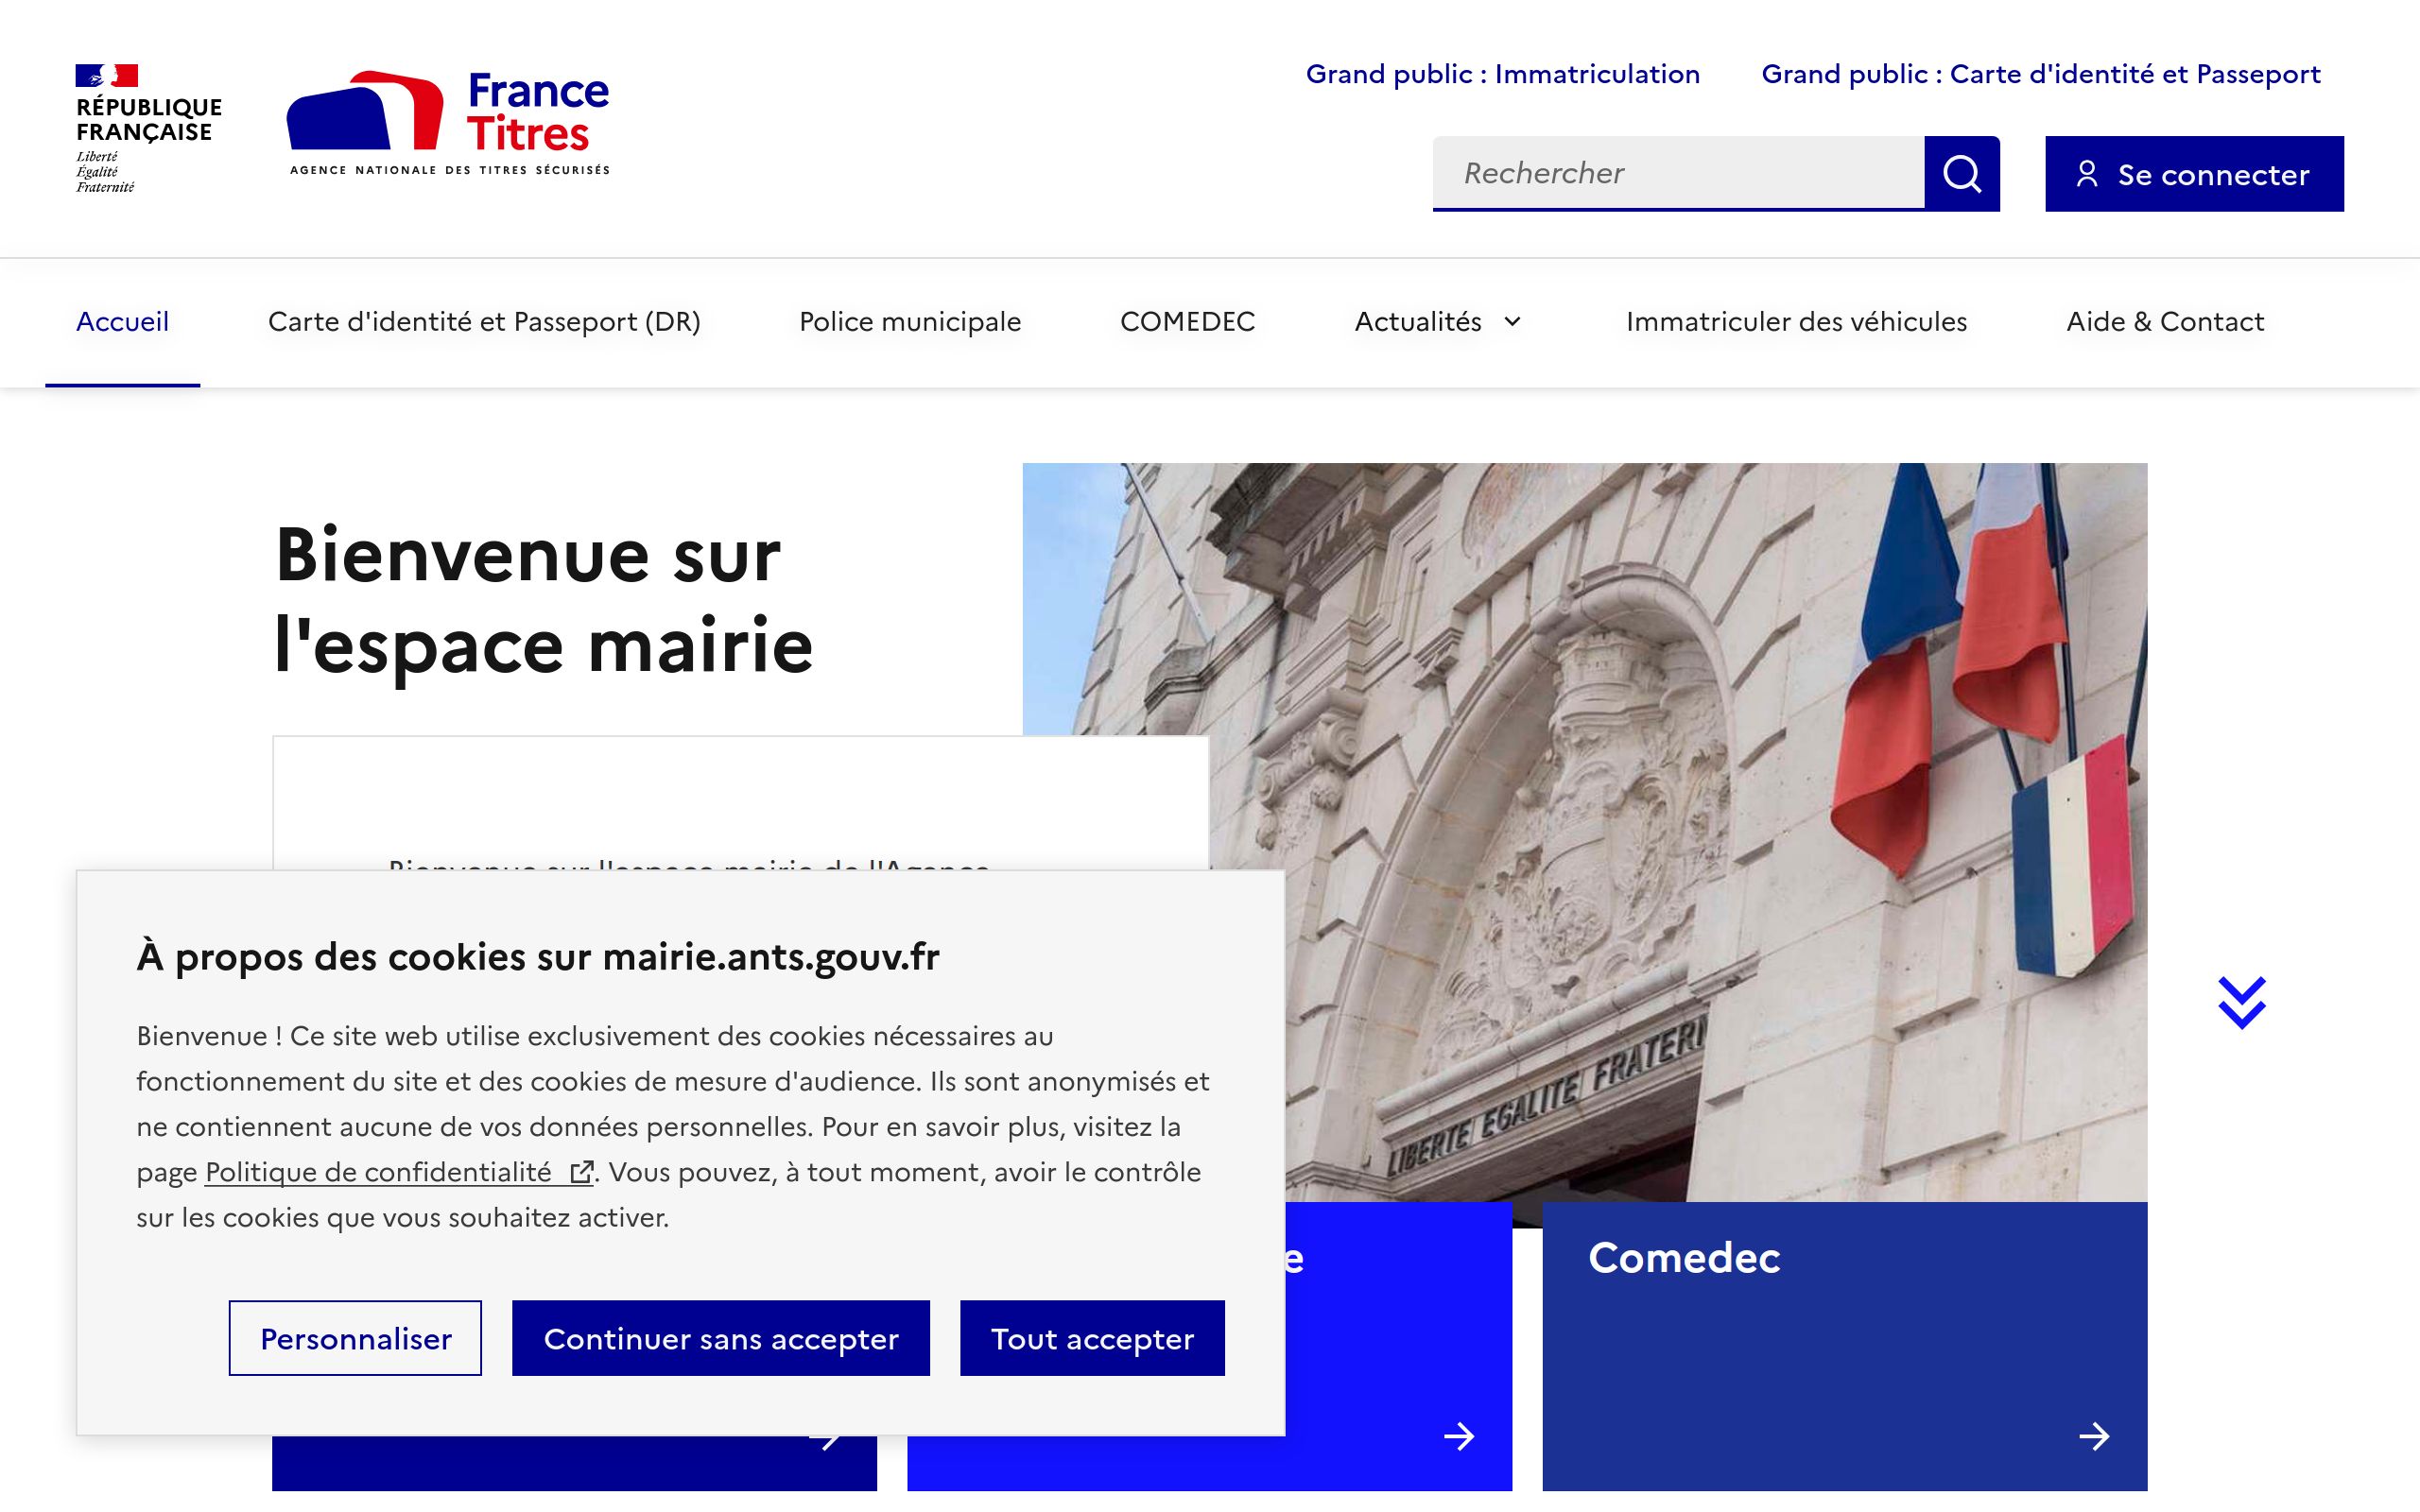 RÉPUBLIQUE
FRANÇAISE
Liberté
Égalité
Fraternité
France
Titres
AGENCE NATIONALE DES TITRES SÉCURISÉS
Grand public : Immatriculation
Grand public : Carte d'identité et Passeport
Rechercher
Se connecter
Accueil
Carte d'identité et Passeport (DR)
Police municipale
COMEDEC
Actualités
Immatriculer des véhicules
Aide & Contact
Bienvenue sur
l'espace mairie
Bienvenue sur l'espace mairie de l'Agence
À propos des cookies sur mairie.ants.gouv.fr
Bienvenue ! Ce site web utilise exclusivement des cookies nécessaires au
fonctionnement du site et des cookies de mesure d'audience. Ils sont anonymisés et
ne contiennent aucune de vos données personnelles. Pour en savoir plus, visitez la
page Politique de confidentialité . Vous pouvez, à tout moment, avoir le contrôle
sur les cookies que vous souhaitez activer.
Personnaliser
Continuer sans accepter
Tout accepter
LIBERTE EGALITE FRATERN
e
Comedec